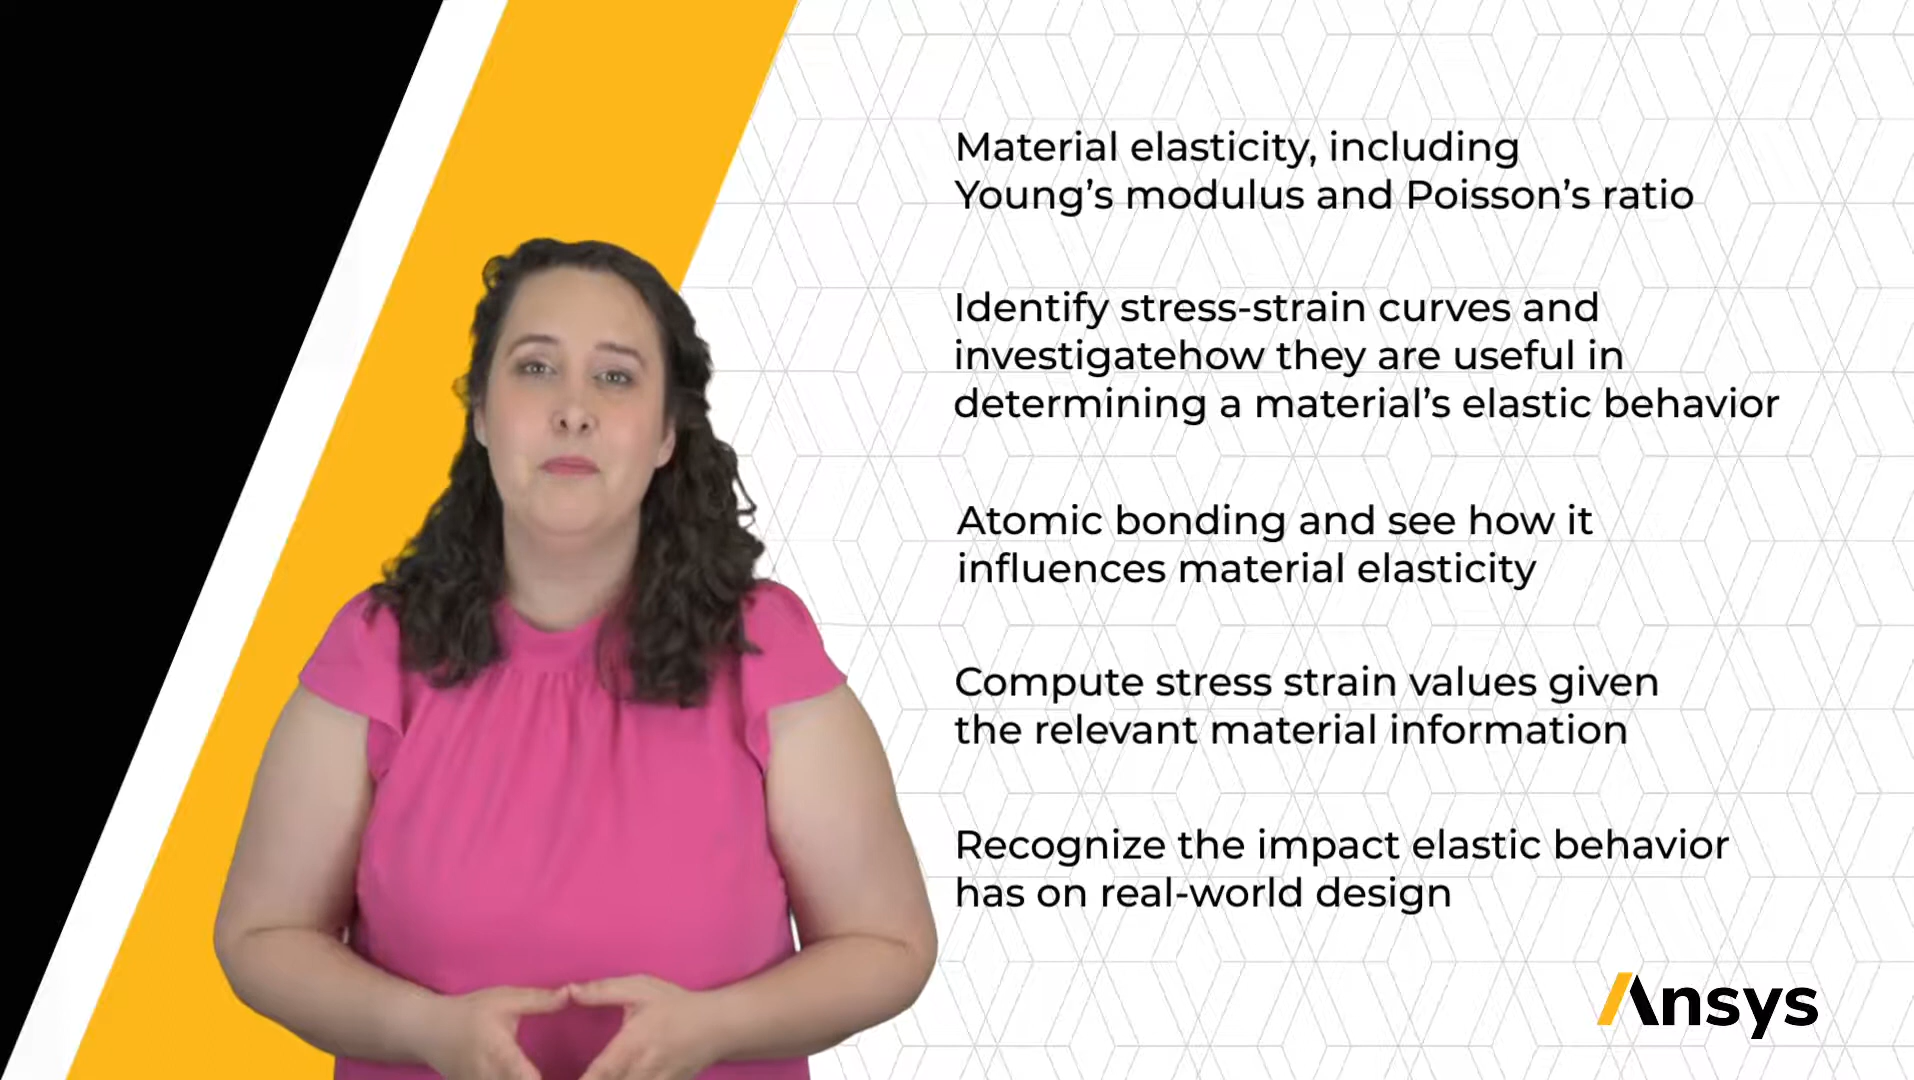 Material elasticity, including
Young’s modulus and Poisson’s ratio
Identify stress-strain curves and
investigatehow they are useful in
determining a material’s elastic behavior
Atomic bonding and see how it
influences material elasticity
Compute stress strain values given
the relevant material information
Recognize the impact elastic behavior
has on real-world design
Ansys